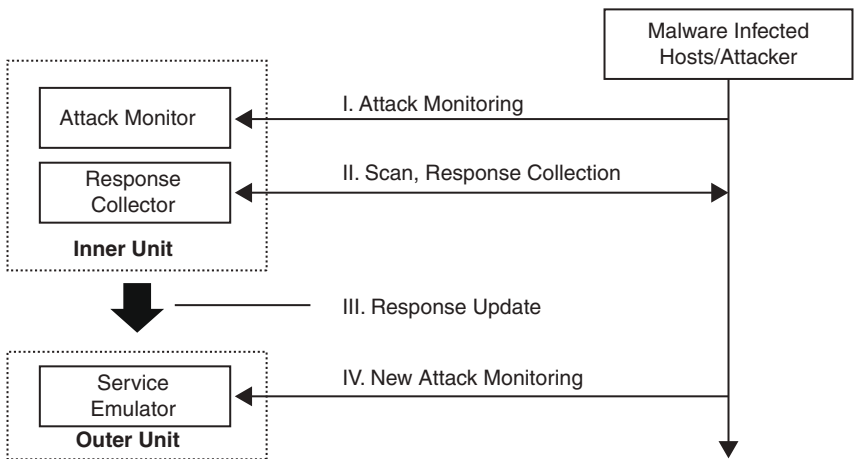 Malware Infected
Hosts/Attacker
Attack Monitor
I. Attack Monitoring
Response
Collector
II. Scan, Response Collection
Inner Unit
III. Response Update
Service
Emulator
IV. New Attack Monitoring
Outer Unit